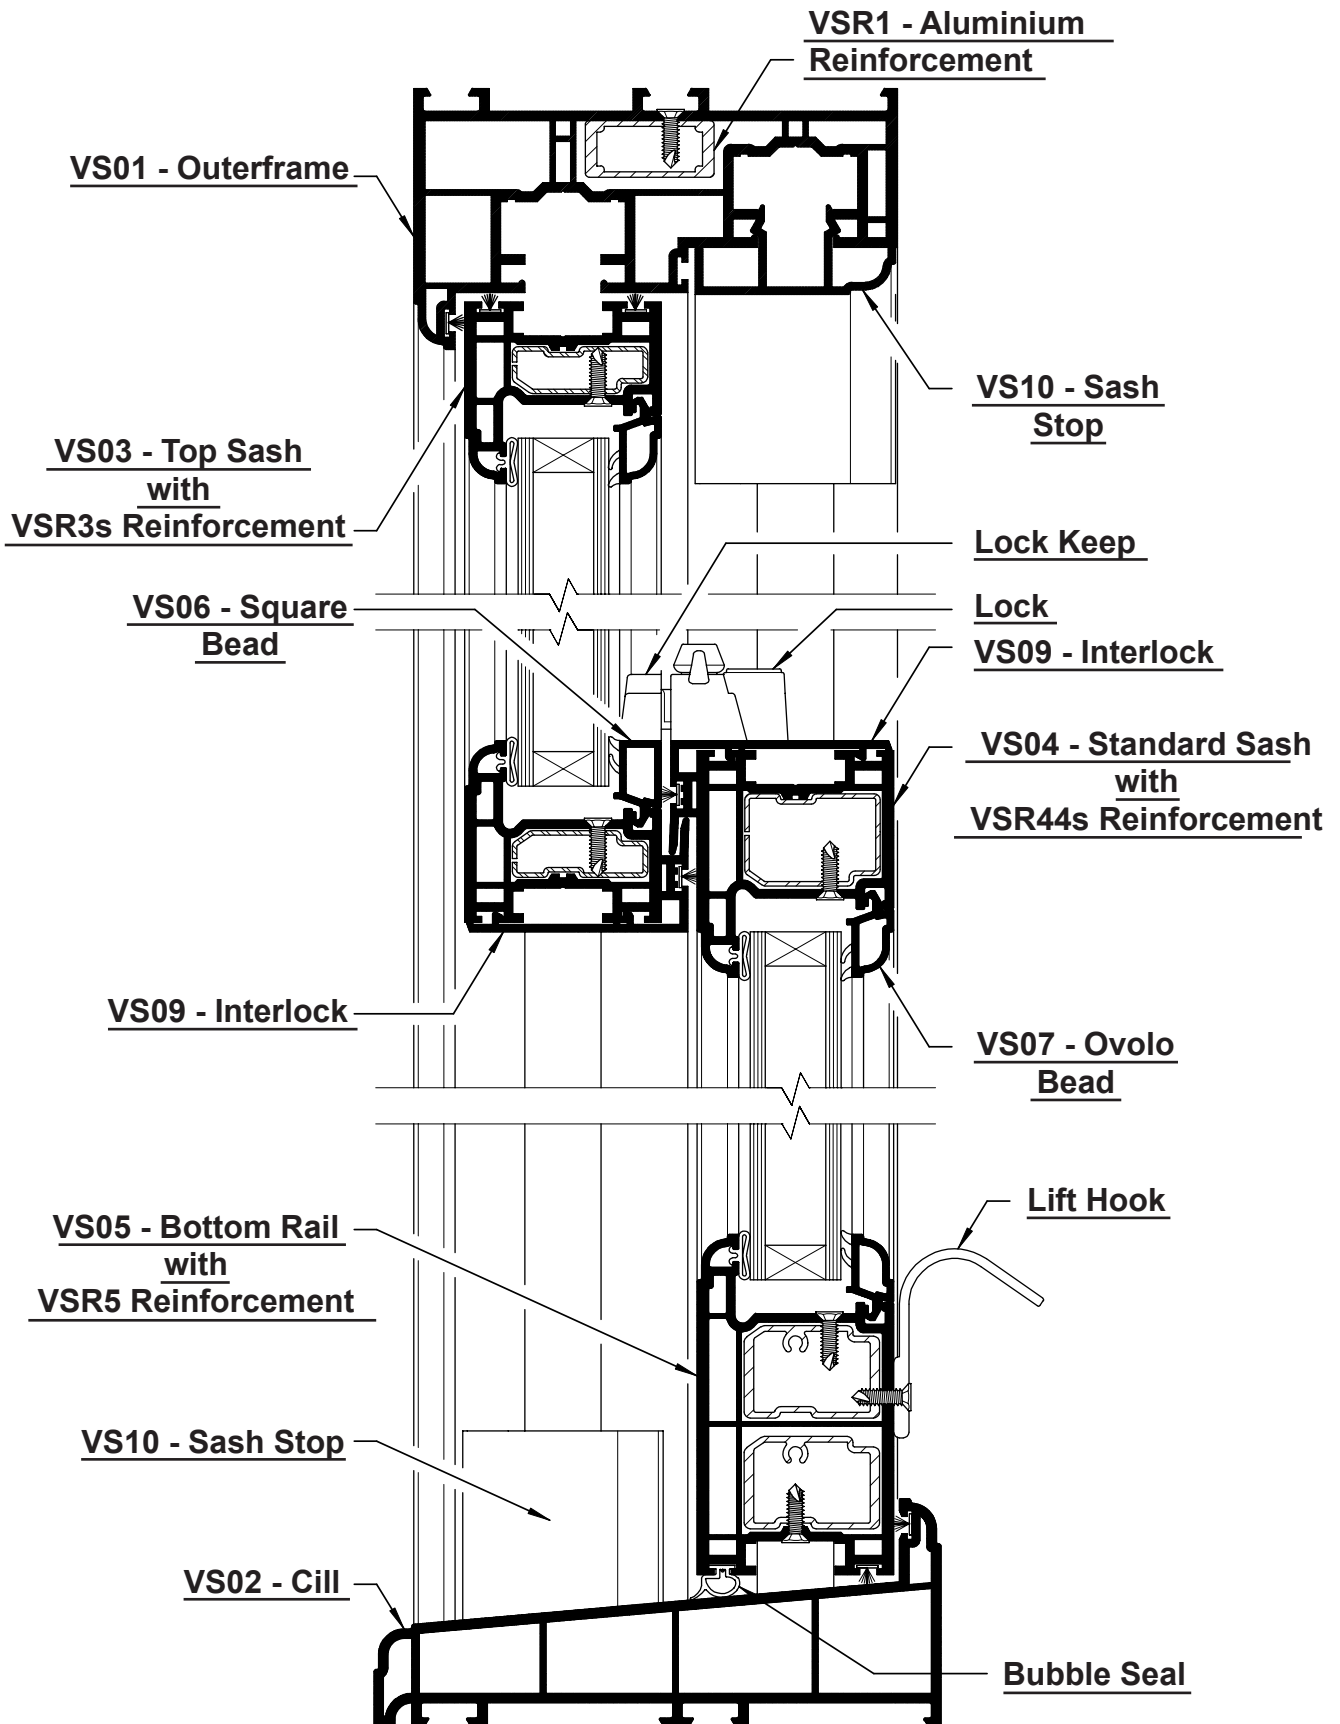 VSR1 - Aluminium
Reinforcement
VS01 - Outerframe
VS10 - Sash
Stop
VS03 - Top Sash
with
VSR3s Reinforcement
Lock Keep
VS06 - Square
Bead
Lock
VS09 - Interlock
VS04 - Standard Sash
with
VSR44s Reinforcement
VS09 - Interlock
VS07 - Ovolo
Bead
Lift Hook
VS05 - Bottom Rail
with
VSR5 Reinforcement
VS10 - Sash Stop
VS02 - Cill
Bubble Seal